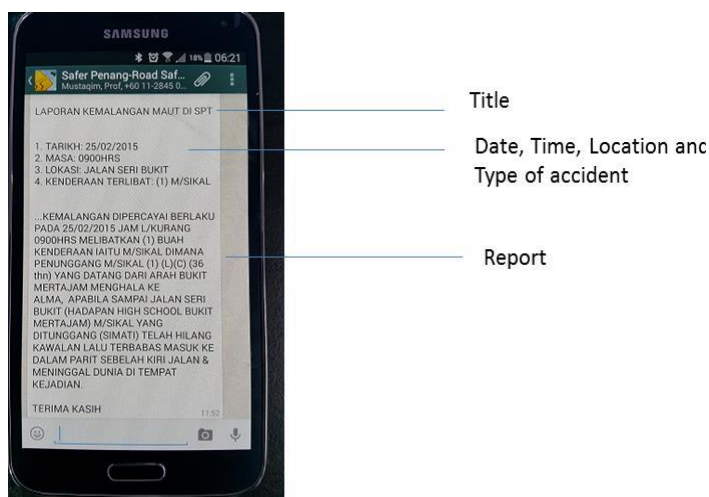 SAMSUNG
18% 06:21
Safer Penang-Road Saf...
Mustaqim, Prof, +60 11-2845 0...
LAPORAN KEMALANGAN MAUT DI SPT
1. TARIKH: 25/02/2015
2. MASA: 0900HRS
3. LOKASI: JALAN SERI BUKIT
4. KENDERAAN TERLIBAT: (1) M/SIKAL
...KEMALANGAN DIPERCAYAI BERLAKU
PADA 25/02/2015 JAM L/KURANG
0900HRS MELIBATKAN (1) BUAH
KENDERAAN IAITU M/SIKAL DIMANA
PENUNGGANG M/SIKAL (1) (L)(C) (36
thn) YANG DATANG DARI ARAH BUKIT
MERTAJAM MENGHALA KE
ALMA, APABILA SAMPAI JALAN SERI
BUKIT (HADAPAN HIGH SCHOOL BUKIT
MERTAJAM) M/SIKAL YANG
DITUNGGANG (SIMATI) TELAH HILANG
KAWALAN LALU TERBABAS MASUK KE
DALAM PARIT SEBELAH KIRI JALAN &
MENINGGAL DUNIA DI TEMPAT
KEJADIAN.
TERIMA KASIH
11:52
Title
Date, Time, Location and
Type of accident
Report